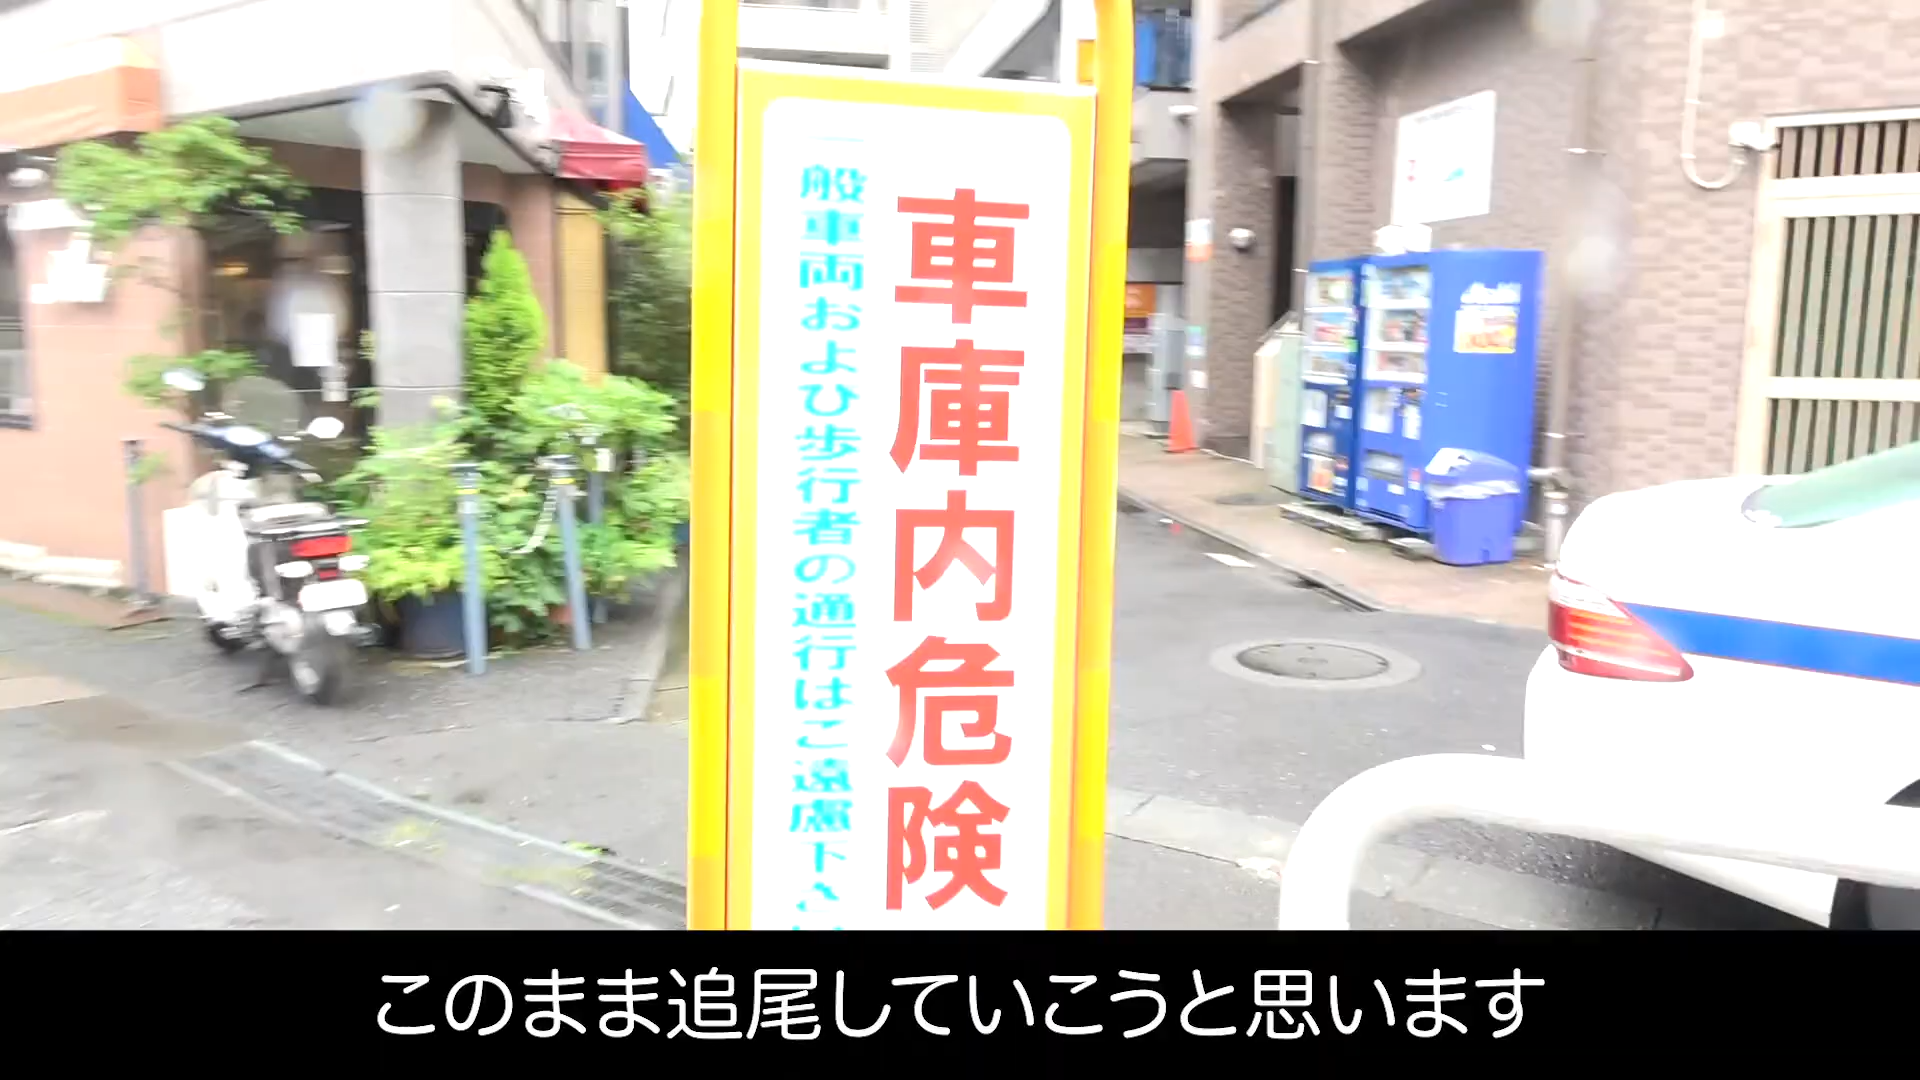 車庫内危険
一般車両および歩行者の通行はご遠慮下さい
このまま追尾していこうと思います